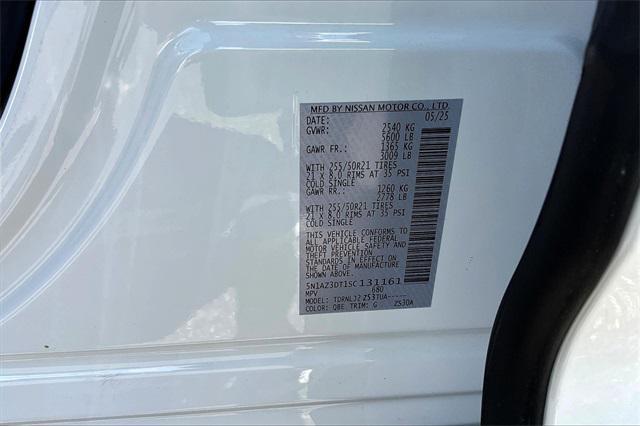 MFD BY NISSAN MOTOR CO., LTD.
DATE: 05/25
GVWR: 2540 KG
5600 LB
GAWR FR.: 1365 KG
3009 LB
WITH 255/50R21 TIRES
21 X 8.0 RIMS AT 35 PSI
COLD SINGLE
GAWR RR.: 1260 KG
2778 LB
WITH 255/50R21 TIRES
21 X 8.0 RIMS AT 35 PSI
COLD SINGLE
THIS VEHICLE CONFORMS TO
ALL APPLICABLE FEDERAL
MOTOR VEHICLE SAFETY AND
THEFT PREVENTION
STANDARDS IN EFFECT ON
THE DATE OF MANUFACTURE
SHOWN ABOVE.
5N1AZ3DT1SC131161
MPV 680
MODEL: TDRNLJ2ZS3TUA-----
COLOR: QBE TRIM: G ZS30A